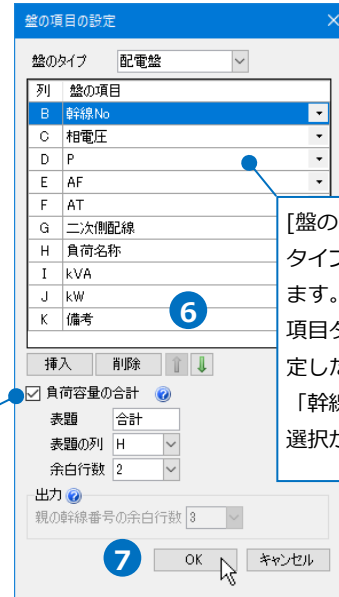 盤の項目の設定
盤のタイプ 配電盤
列 盤の項目
B 幹線No
C 相電圧
D P
E AF
F AT
G 二次側配線
H 負荷名称
I kVA
J kW
K 備考
6
[盤の
タイプ
ます。
項目タ
定した
「幹線
選択が
挿入 削除
負荷容量の合計
表題 合計
表題の列 H
余白行数 2
出力
親の幹線番号の余白行数 3
7
OK キャンセル